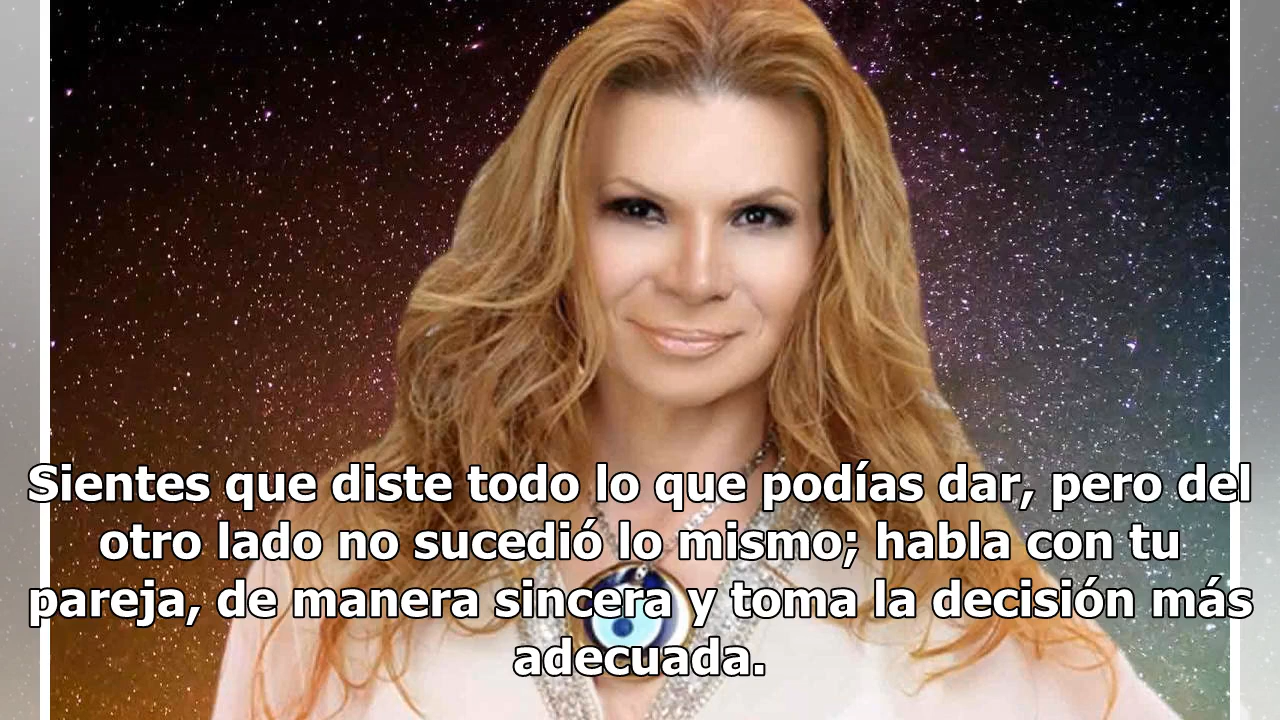 Sientes que diste todo lo que podías dar, pero del
otro lado no sucedió lo mismo; habla con tu
pareja, de manera sincera y toma la decisión más
adecuada.